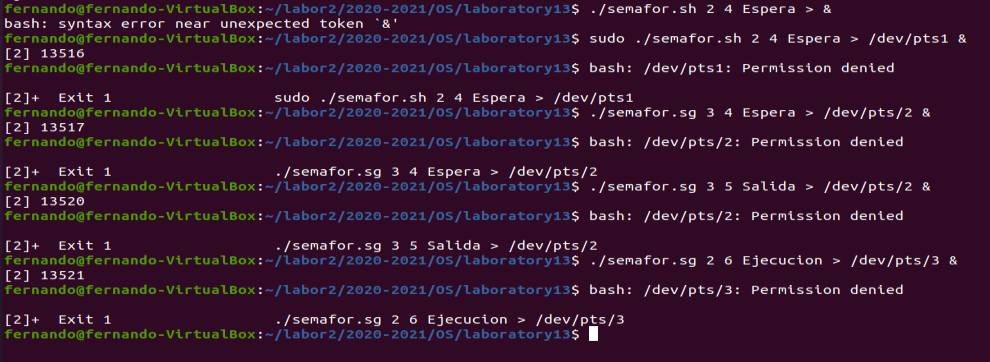 fernando@fernando-VirtualBox:~/labor2/2020-2021/OS/laboratory13$ ./semafor.sh 2 4 Espera > &
bash: syntax error near unexpected token `&'
fernando@fernando-VirtualBox:~/labor2/2020-2021/OS/laboratory13$ sudo ./semafor.sh 2 4 Espera > /dev/pts1 &
[2] 13516
fernando@fernando-VirtualBox:~/labor2/2020-2021/OS/laboratory13$ bash: /dev/pts1: Permission denied
[2]+  Exit 1                  sudo ./semafor.sh 2 4 Espera > /dev/pts1
fernando@fernando-VirtualBox:~/labor2/2020-2021/OS/laboratory13$ ./semafor.sg 3 4 Espera > /dev/pts/2 &
[2] 13517
fernando@fernando-VirtualBox:~/labor2/2020-2021/OS/laboratory13$ bash: /dev/pts/2: Permission denied
[2]+  Exit 1                  ./semafor.sg 3 4 Espera > /dev/pts/2
fernando@fernando-VirtualBox:~/labor2/2020-2021/OS/laboratory13$ ./semafor.sg 3 5 Salida > /dev/pts/2 &
[2] 13520
fernando@fernando-VirtualBox:~/labor2/2020-2021/OS/laboratory13$ bash: /dev/pts/2: Permission denied
[2]+  Exit 1                  ./semafor.sg 3 5 Salida > /dev/pts/2
fernando@fernando-VirtualBox:~/labor2/2020-2021/OS/laboratory13$ ./semafor.sg 2 6 Ejecucion > /dev/pts/3 &
[2] 13521
fernando@fernando-VirtualBox:~/labor2/2020-2021/OS/laboratory13$ bash: /dev/pts/3: Permission denied
[2]+  Exit 1                  ./semafor.sg 2 6 Ejecucion > /dev/pts/3
fernando@fernando-VirtualBox:~/labor2/2020-2021/OS/laboratory13$